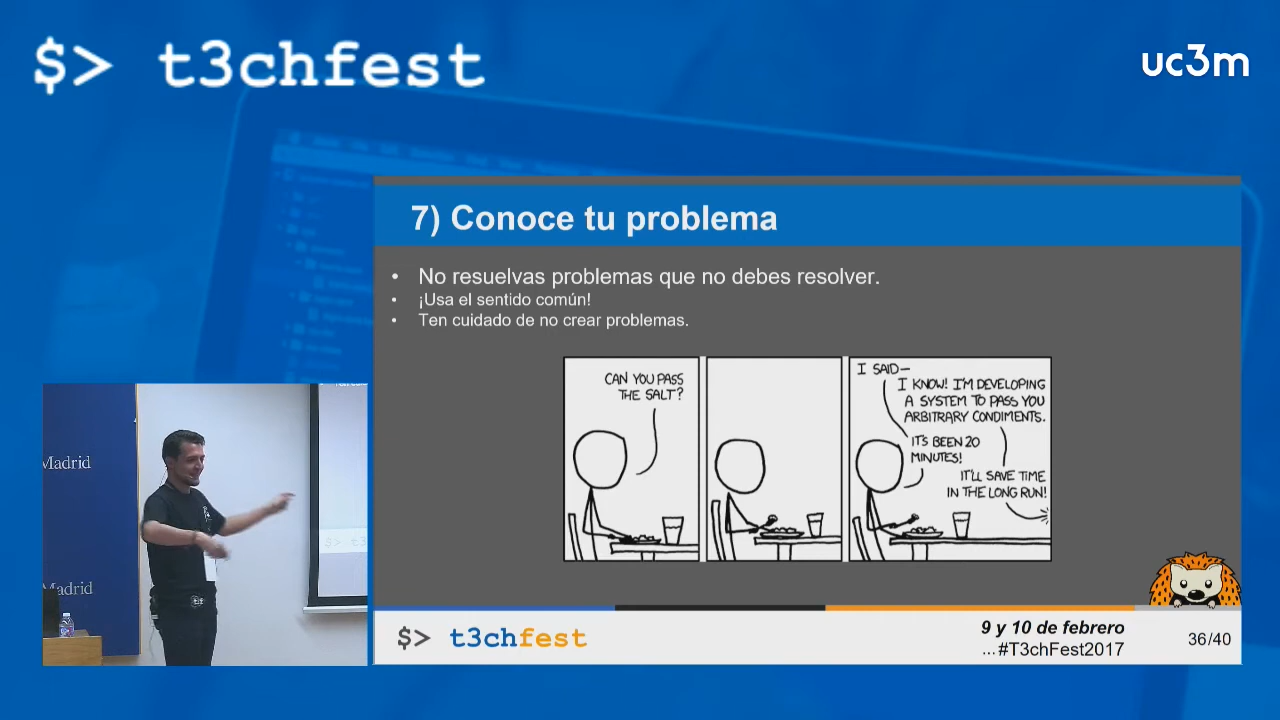 $> t3chfest
uc3m
7) Conoce tu problema
• No resuelvas problemas que no debes resolver.
• ¡Usa el sentido común!
• Ten cuidado de no crear problemas.
CAN YOU PASS
THE SALT?
I SAID—
I KNOW! I'M DEVELOPING
A SYSTEM TO PASS YOU
ARBITRARY CONDIMENTS.
IT'S BEEN 20
MINUTES!
IT'LL SAVE TIME
IN THE LONG RUN!
Madrid
Madrid
$> t3
$> t3chfest
9 y 10 de febrero
...#T3chFest2017
36/40